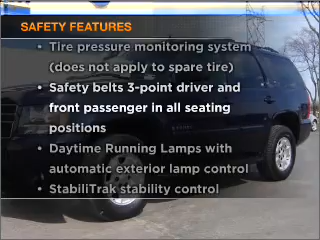 SAFETY FEATURES
• Tire pressure monitoring system
(does not apply to spare tire)
• Safety belts 3-point driver and
front passenger in all seating
positions
• Daytime Running Lamps with
automatic exterior lamp control
• StabiliTrak stability control